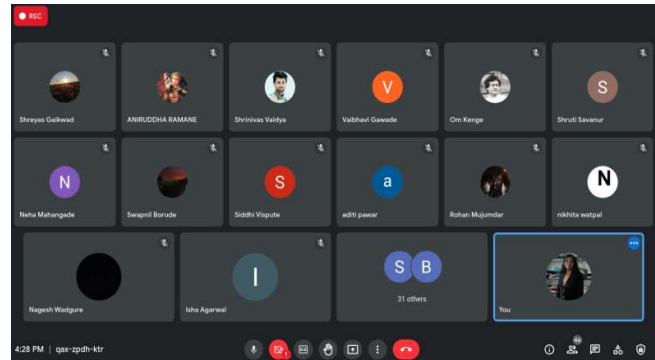 REC
Shreyas Gaikwad
ANIRUDDHA RAMANE
Shrinivas Vaidya
V
Vaibhavi Gawade
Om Kenge
S
Shruti Savanur
N
Neha Mahangade
Swapnil Borude
S
Siddhi Vispute
a
aditi pawar
Rohan Mujumdar
N
nikhita watpal
Nagesh Wadgure
I
Isha Agarwal
S B
31 others
You
4:28 PM | qax-zpdh-ktr
46